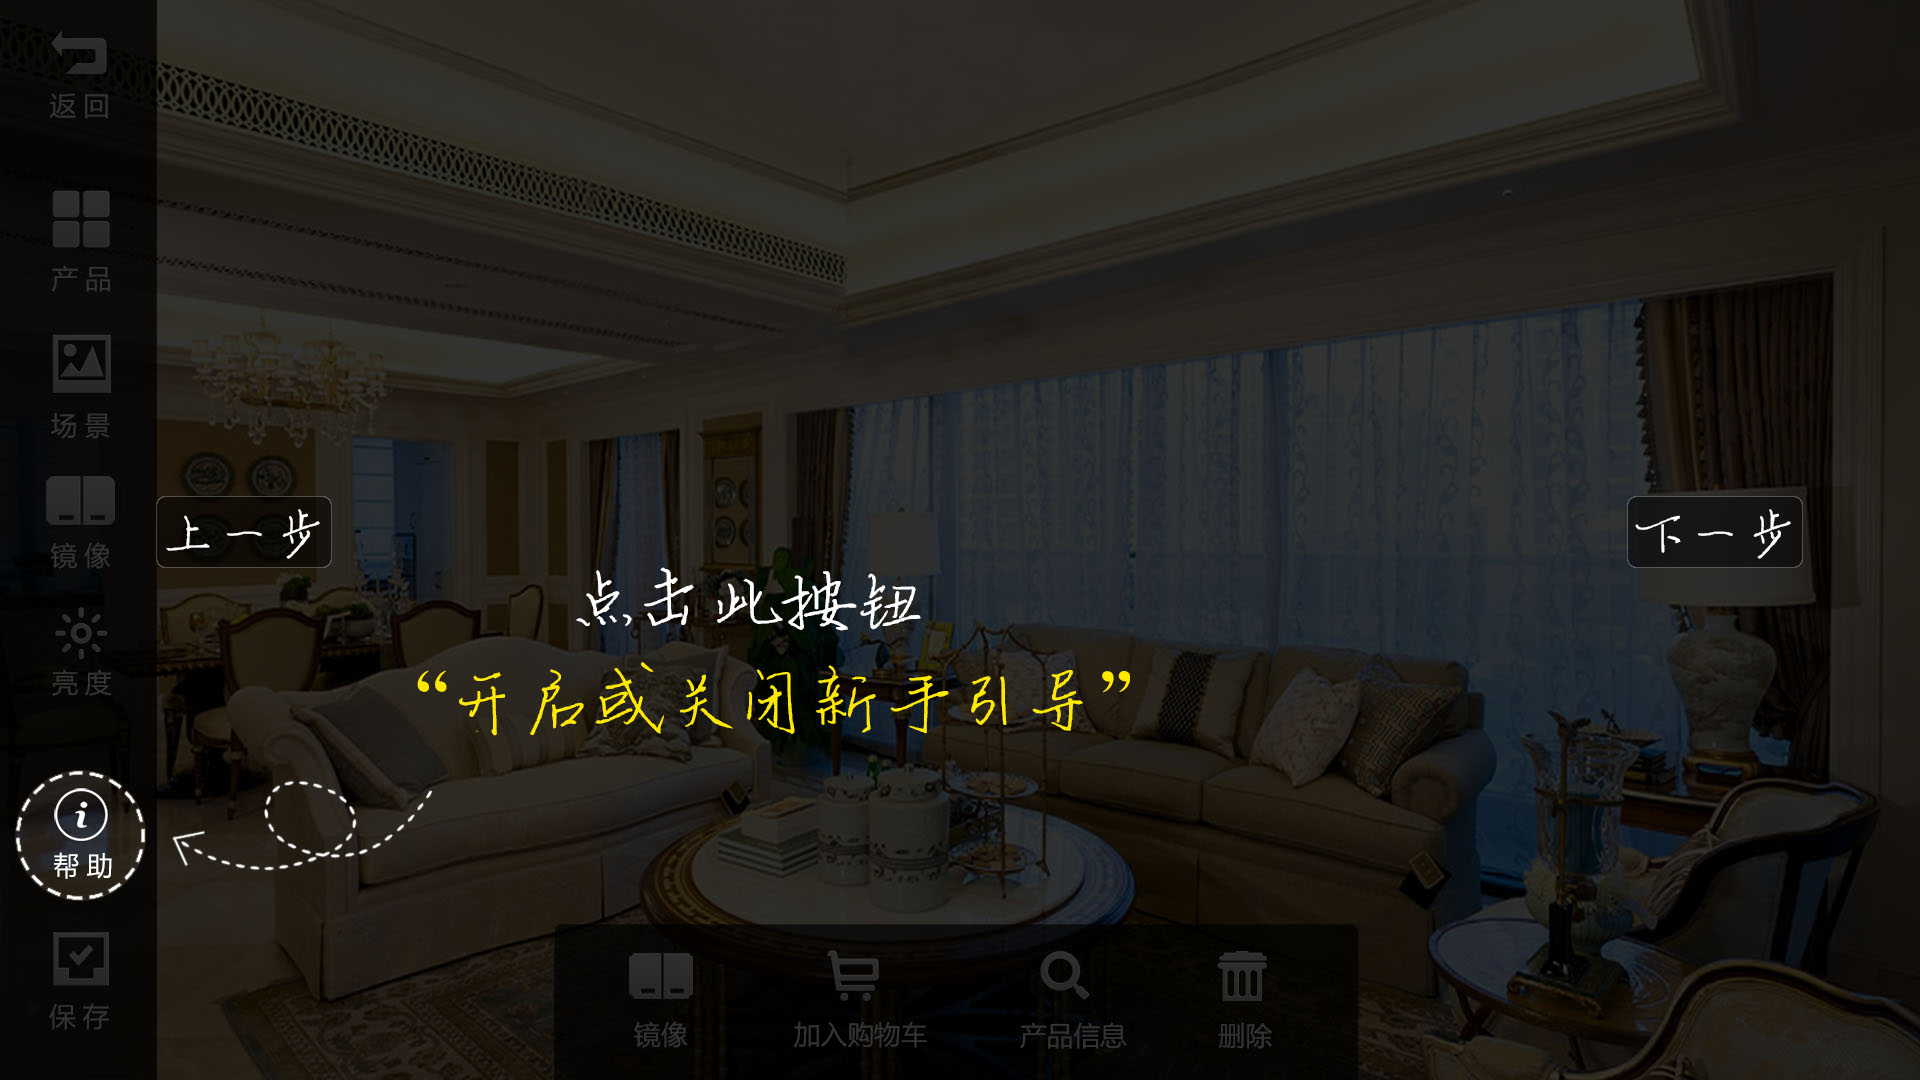 返回
产品
场景
镜像
亮度
帮助
保存
上一步
下一步
点击此按钮
“开启或关闭新手引导”
镜像
加入购物车
产品信息
删除